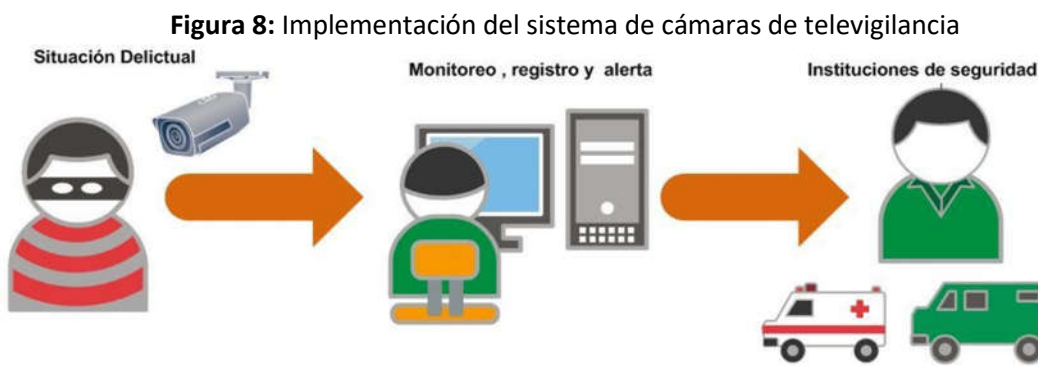 Figura 8: Implementación del sistema de cámaras de televigilancia
Situación Delictual
Monitoreo , registro y alerta
Instituciones de seguridad